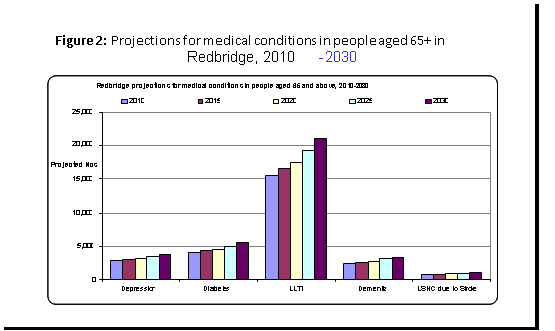 Figure 2: Projections for medical conditions in people aged 65+ in
Redbridge, 2010 -2030
Redbridge projections for medical conditions in people aged 65 and above, 2010-2030
2010 2015 2020 2025 2030
25,000
20,000
Projected Nos
15,000
10,000
5,000
0
Depression Diabetes LLTI Dementia LSHC due to Stroke